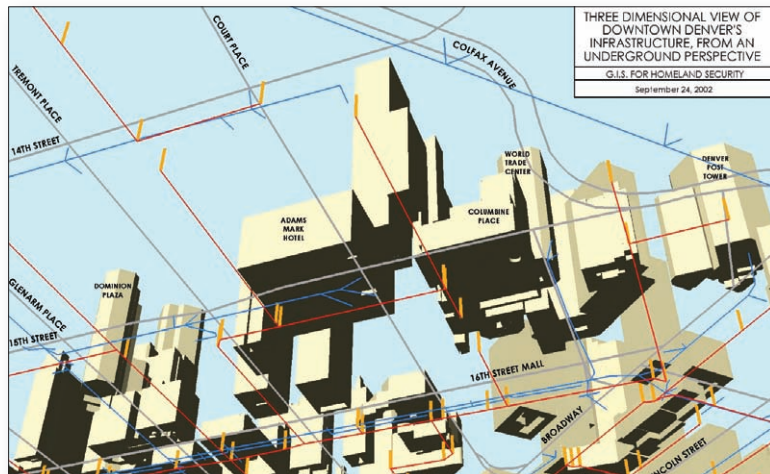 THREE DIMENSIONAL VIEW OF
DOWNTOWN DENVER'S
INFRASTRUCTURE, FROM AN
UNDERGROUND PERSPECTIVE
G.I.S. FOR HOMELAND SECURITY
September 24, 2002
COURT PLACE
COLFAX AVENUE
TREMONT PLACE
14TH STREET
WORLD
TRADE
CENTER
DENVER
POST
TOWER
ADAMS
MARK
HOTEL
COLUMBINE
PLACE
DOMINION
PLAZA
GLENARM PLACE
15TH STREET
16TH STREET MALL
BROADWAY
LINCOLN STREET